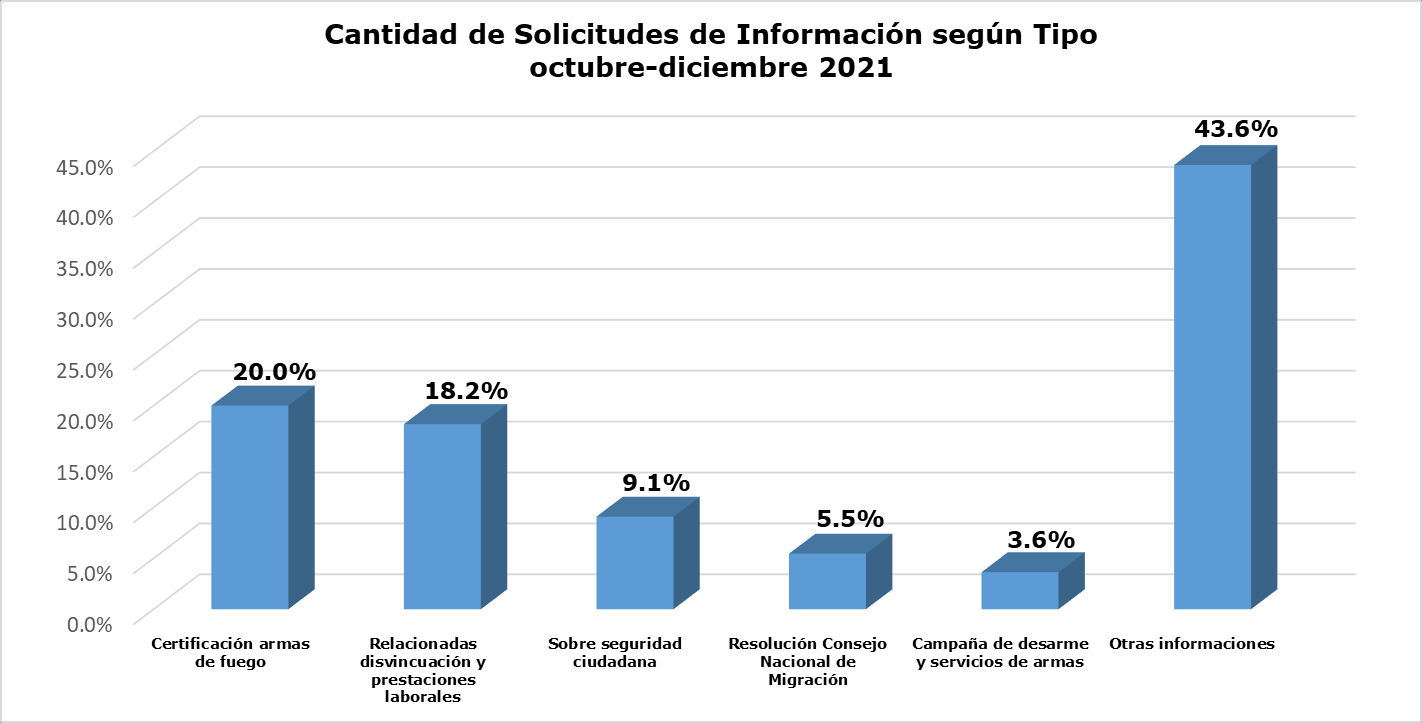 Cantidad de Solicitudes de Información según Tipo
octubre-diciembre 2021
45.0%
40.0%
35.0%
30.0%
25.0%
20.0%
15.0%
10.0%
5.0%
0.0%
20.0%
18.2%
9.1%
5.5%
3.6%
43.6%
Certificación armas
de fuego
Relacionadas
disvincuación y
prestaciones
laborales
Sobre seguridad
ciudadana
Resolución Consejo
Nacional de
Migración
Campaña de desarme
y servicios de armas
Otras informaciones